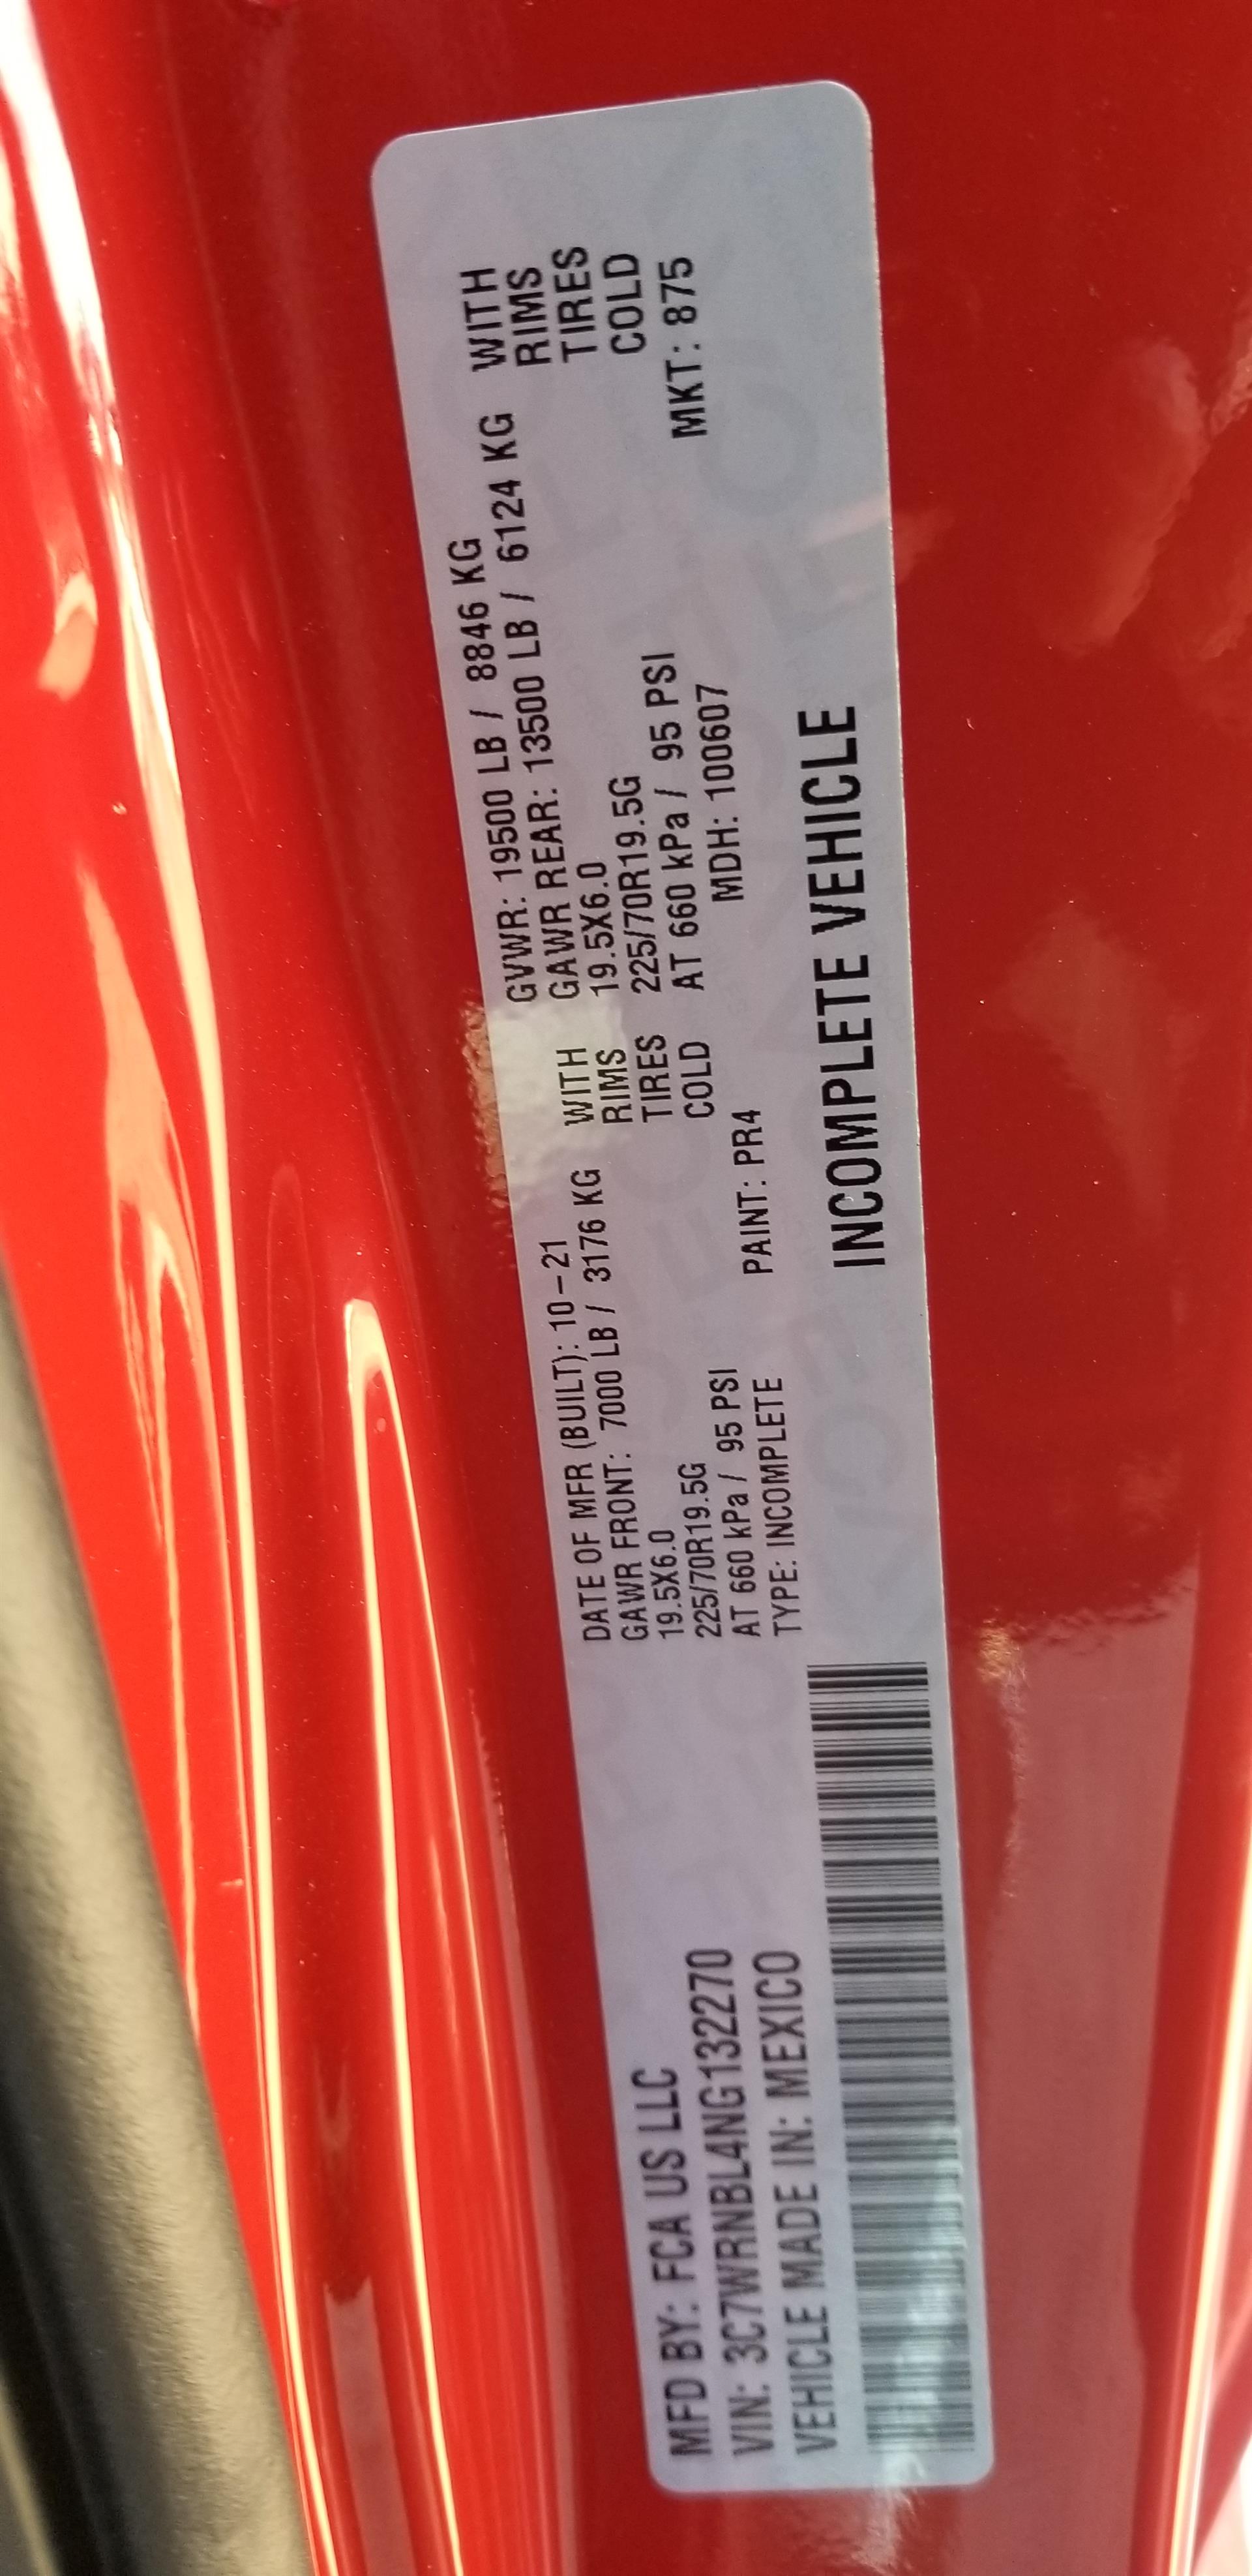 MFD BY: FCA US LLC
VIN: 3C7WRNBL4NG132270
VEHICLE MADE IN: MEXICO
DATE OF MFR (BUILT): 10-21
GAWR FRONT: 7000 LB / 3176 KG WITH
19.5X6.0 RIMS
225/70R19.5G TIRES
AT 660 kPa / 95 PSI COLD
TYPE: INCOMPLETE PAINT: PR4
GVWR: 19500 LB / 8846 KG
GAWR REAR: 13500 LB / 6124 KG WITH
19.5X6.0 RIMS
225/70R19.5G TIRES
AT 660 kPa / 95 PSI COLD
MDH: 100607 MKT: 875
INCOMPLETE VEHICLE